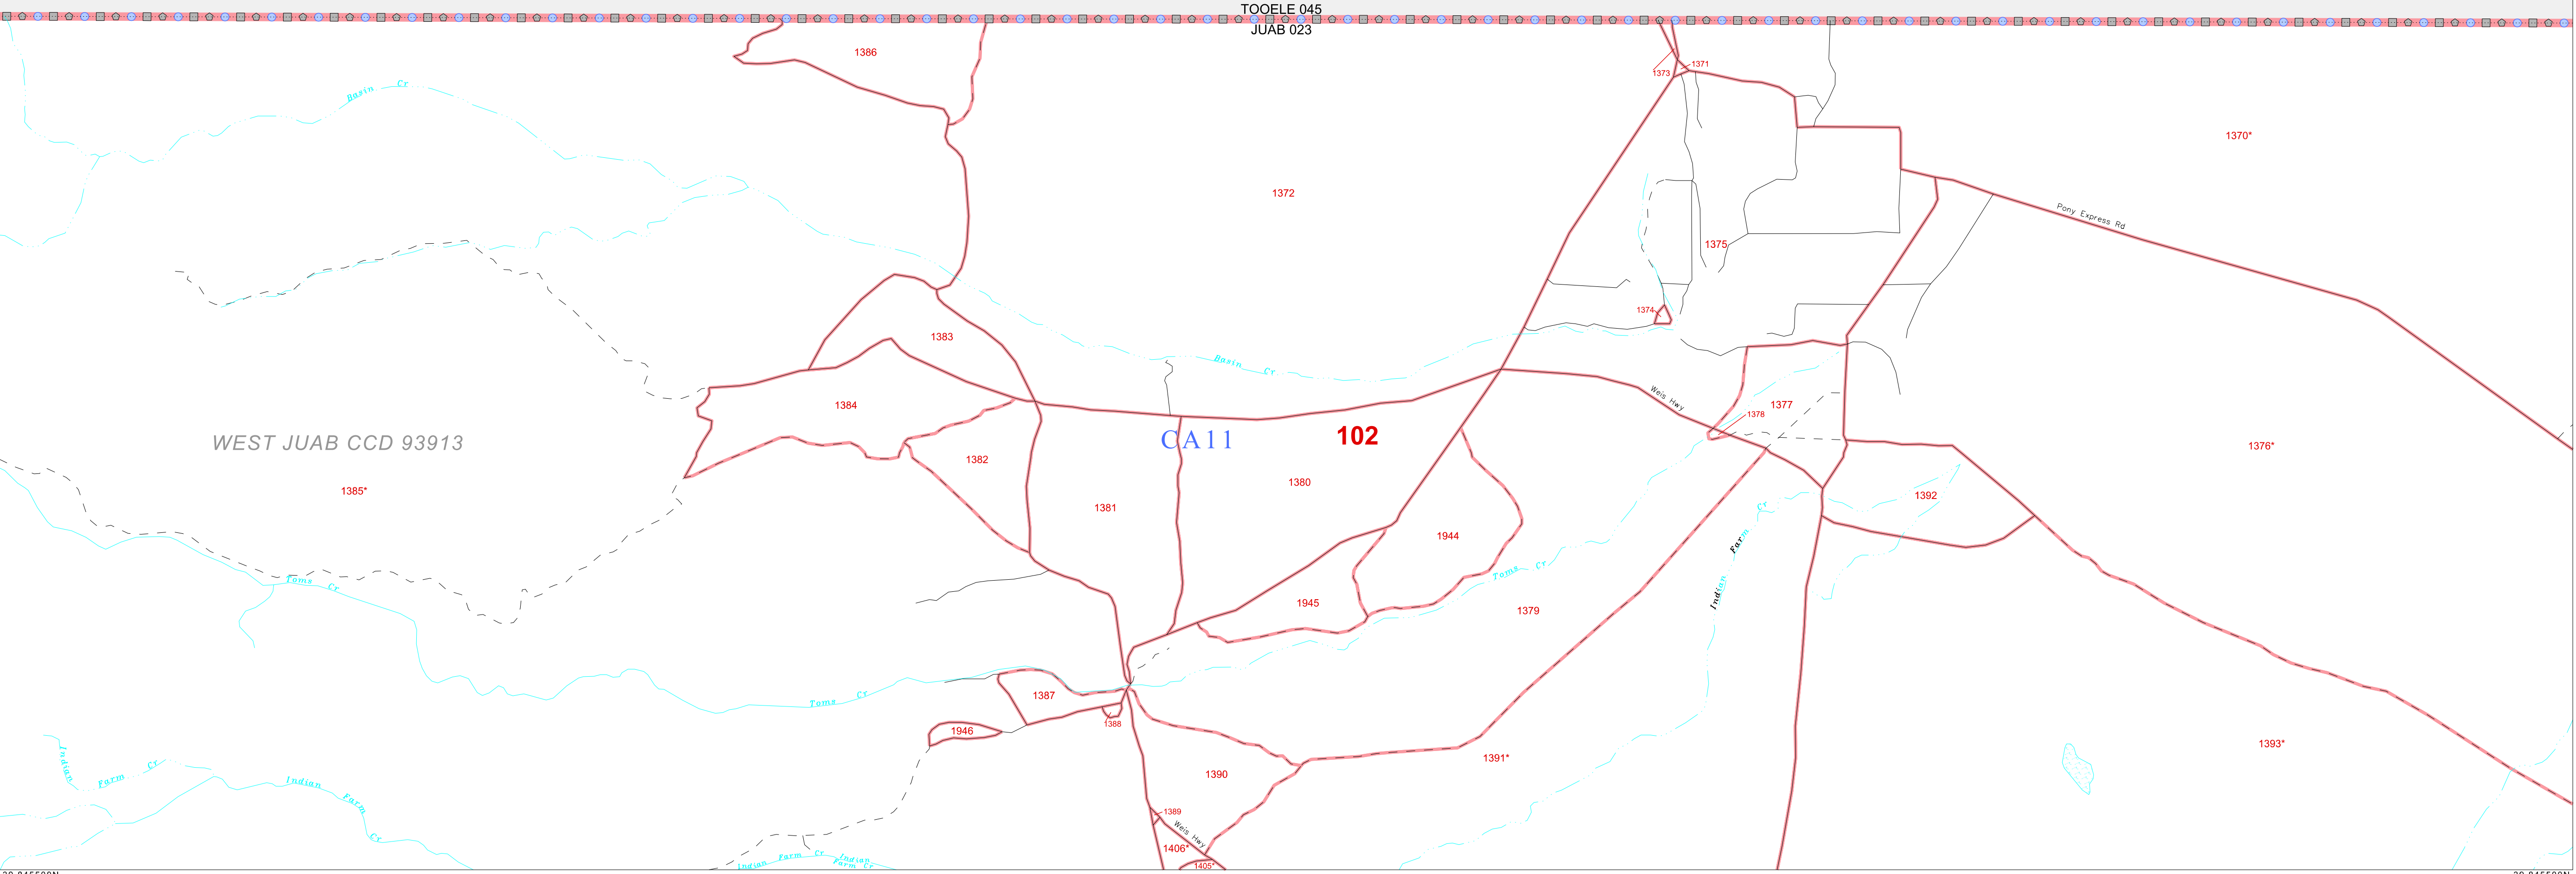 TOOELE 045
JUAB 023
1386
1373
1371
Basin Cr
1370*
1372
Pony Express Rd
1375
1374
1383
Basin Cr
Weis Hwy
1384
1377
1378
WEST JUAB CCD 93913
CA11
102
1376*
1382
1385*
1380
1392
1381
Indian Farm Cr
1944
Toms Cr
Toms Cr
1945
1379
1387
Toms Cr
1388
1946
Indian Farm Cr
1393*
1391*
1390
Indian Farm Cr
1389
Weis Hwy
1406*
Indian Farm Cr
Indian Farm Cr
1405*